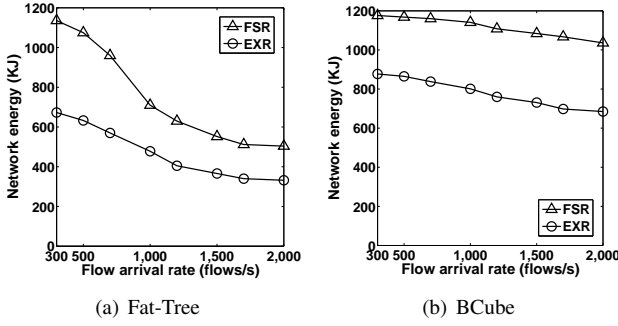 1200
1000
800
600
400
200
0
Network energy (KJ)
FSR
EXR
300 500 1,000 1,500 2,000
Flow arrival rate (flows/s)
(a) Fat-Tree
1200
1000
800
600
400
200
0
Network energy (KJ)
FSR
EXR
300 500 1,000 1,500 2,000
Flow arrival rate (flows/s)
(b) BCube